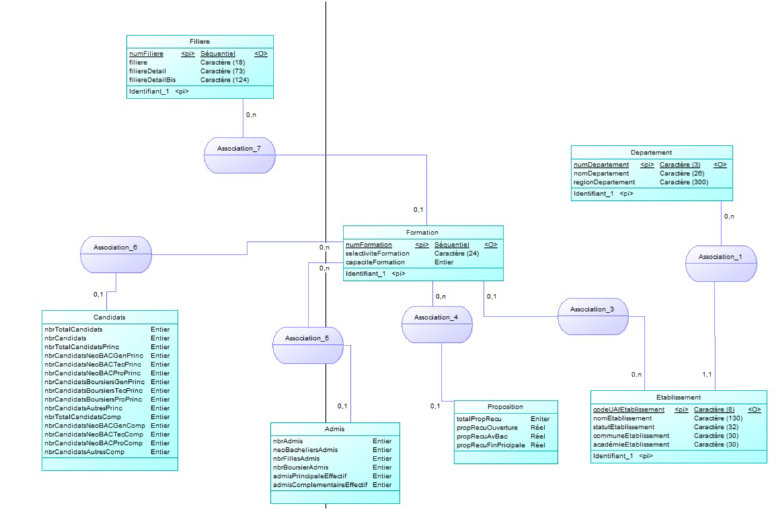 Filiere
numFiliere <pi> Séquentiel <O>
filiere Caractère (18)
filiereDetail Caractère (73)
filiereDetailBis Caractère (124)
Identifiant_1 <pi>
0,n
Association_7
0,1
Departement
numDepartement <pi> Caractère (3) <O>
nomDepartement Caractère (26)
regionDepartement Caractère (300)
Identifiant_1 <pi>
0,n
Association_1
1,1
Formation
numFormation <pi> Séquentiel <O>
selectiviteFormation Caractère (24)
capaciteFormation Entier
Identifiant_1 <pi>
0,n
0,n
0,n
0,1
Association_6
0,1
Association_5
0,1
Association_4
0,1
Association_3
0,n
Candidats
nbrTotalCandidats Entier
nbrCandidats Entier
nbrTotalCandidatsPrinc Entier
nbrCandidatsNeoBACGenPrinc Entier
nbrCandidatsNeoBACTecPrinc Entier
nbrCandidatsNeoBACProPrinc Entier
nbrCandidatsBoursiersGenPrinc Entier
nbrCandidatsBoursiersTecPrinc Entier
nbrCandidatsBoursiersProPrinc Entier
nbrCandidatsAutresPrinc Entier
nbrTotalCandidatsComp Entier
nbrCandidatsNeoBACGenComp Entier
nbrCandidatsNeoBACTecComp Entier
nbrCandidatsNeoBACProComp Entier
nbrCandidatsAutresComp Entier
Admis
nbrAdmis Entier
neoBacheliersAdmis Entier
nbrFillesAdmis Entier
nbrBoursierAdmis Entier
admisPrincipaleEffectif Entier
admisComplementaireEffectif Entier
Proposition
totalPropRecu Eniter
propRecuOuverture Réel
propRecuAvBac Réel
propRecuFinPricipale Réel
Etablissement
codeUAIEtablissement <pi> Caractère (8) <O>
nomEtablissement Caractère (130)
statutEtablissement Caractère (32)
communeEtablissement Caractère (30)
académieEtablissement Caractère (30)
Identifiant_1 <pi>